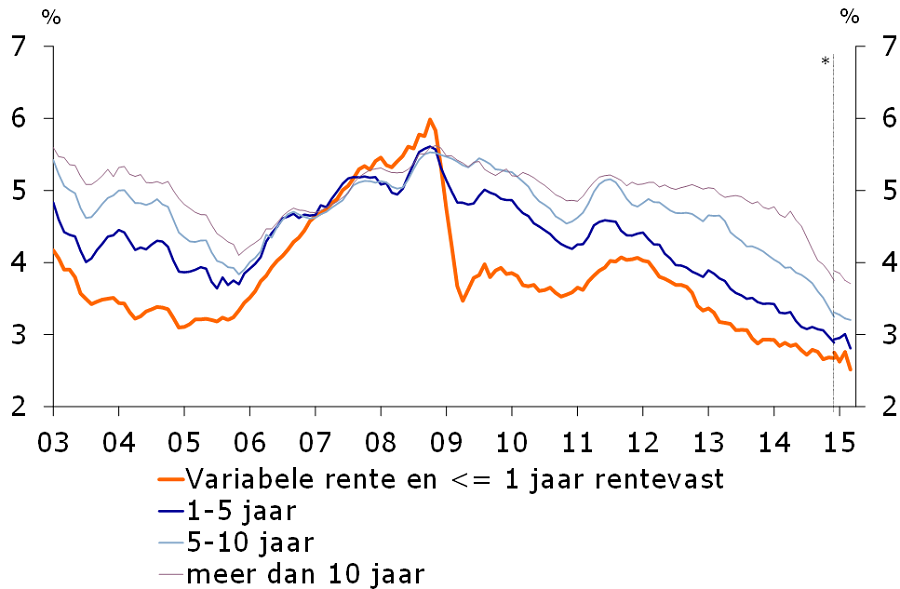 % %
7 7
*
6 6
5 5
4 4
3 3
2 2
03 04 05 06 07 08 09 10 11 12 13 14 15
Variabele rente en <= 1 jaar rentevast
1-5 jaar
5-10 jaar
meer dan 10 jaar